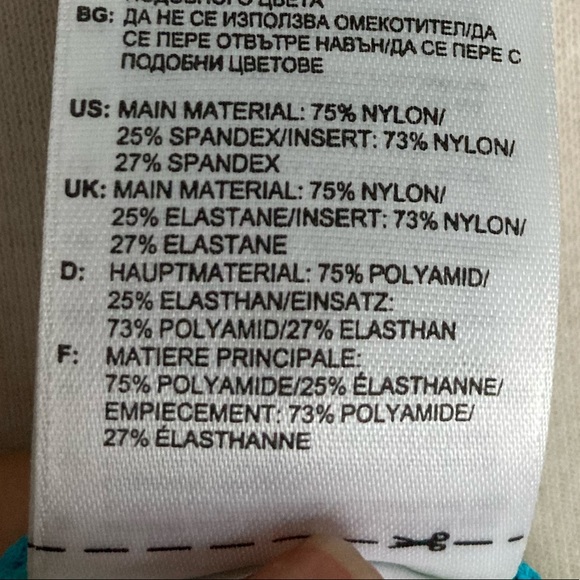 ПОДОБНОГО ЦВЕТА
BG: ДА НЕ СЕ ИЗПОЛЗВА ОМЕКОТИТЕЛ/ДА
СЕ ПЕРЕ ОТВЪТРЕ НАВЪН/ДА СЕ ПЕРЕ С
ПОДОБНИ ЦВЕТОВЕ
US: MAIN MATERIAL: 75% NYLON/
25% SPANDEX/INSERT: 73% NYLON/
27% SPANDEX
UK: MAIN MATERIAL: 75% NYLON/
25% ELASTANE/INSERT: 73% NYLON/
27% ELASTANE
D: HAUPTMATERIAL: 75% POLYAMID/
25% ELASTHAN/EINSATZ:
73% POLYAMID/27% ELASTHAN
F: MATIERE PRINCIPALE:
75% POLYAMIDE/25% ÉLASTHANNE/
EMPIECEMENT: 73% POLYAMIDE/
27% ÉLASTHANNE